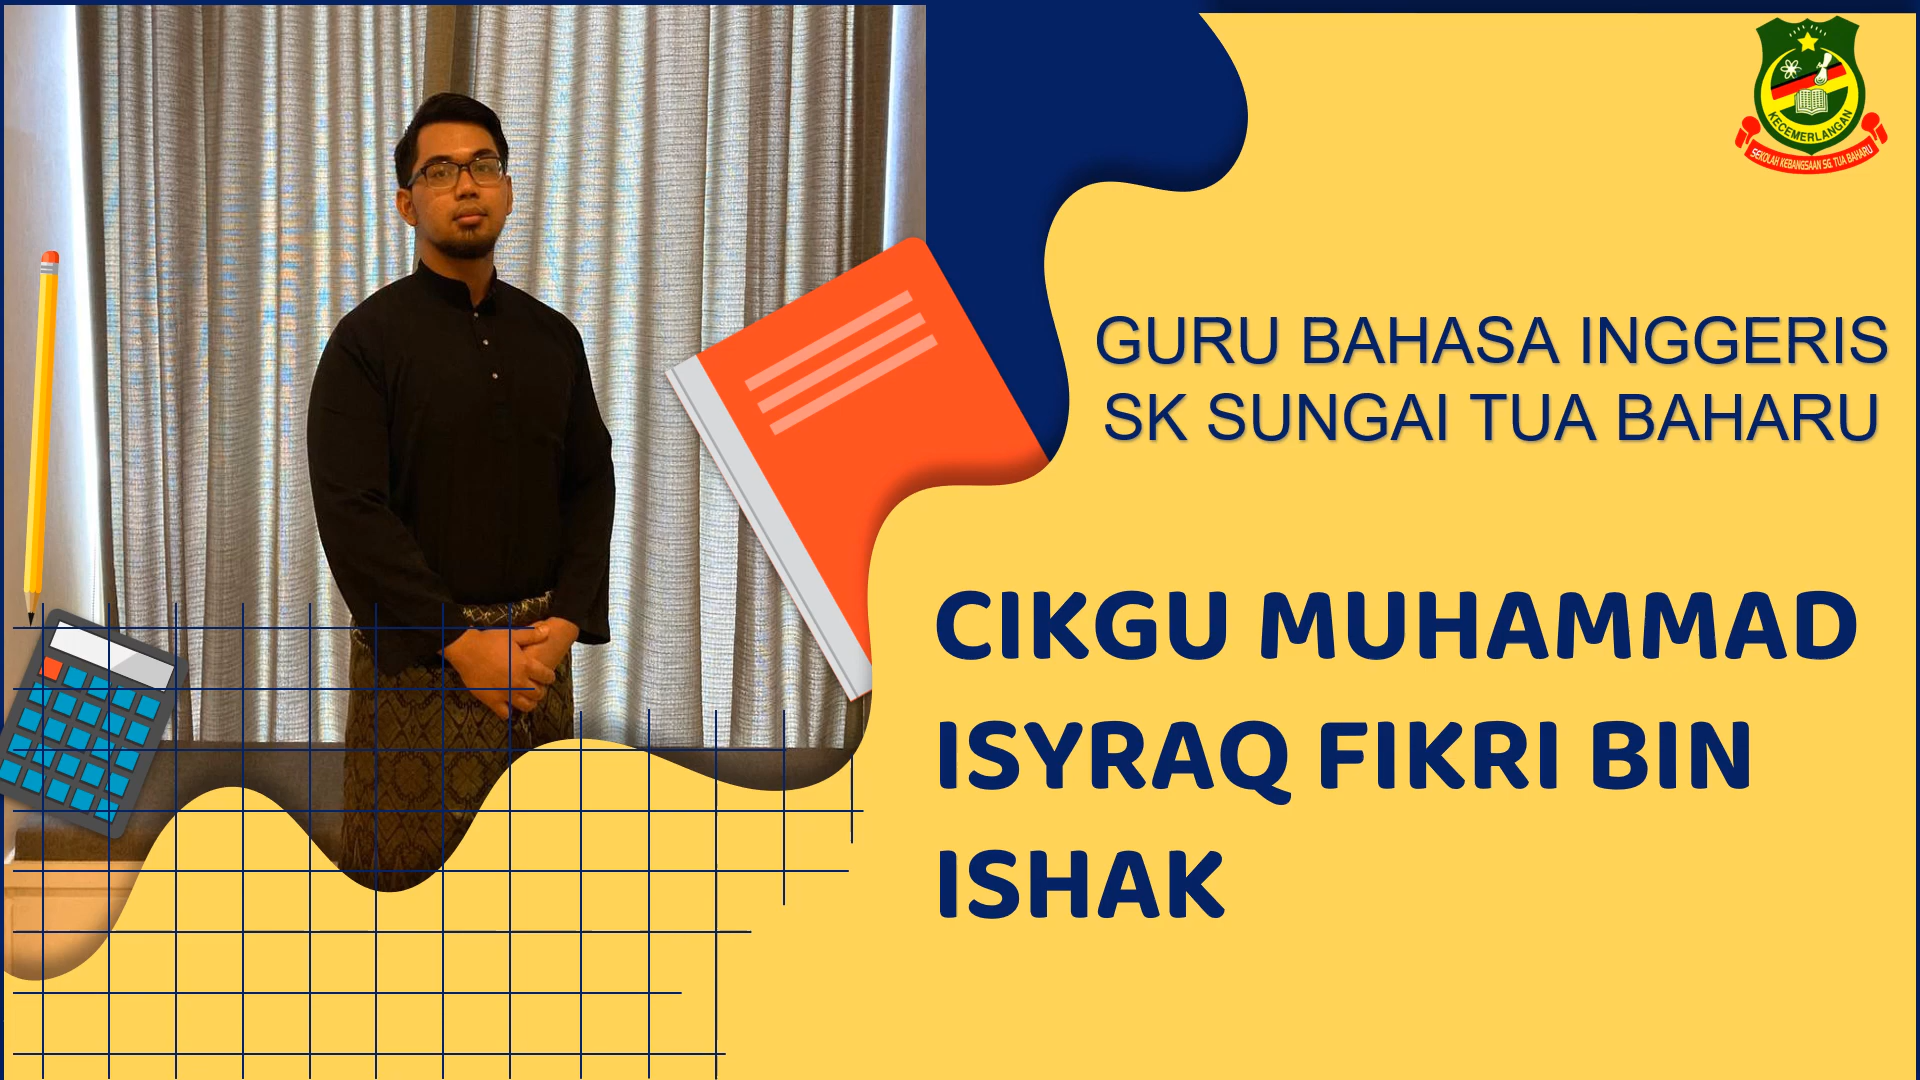 KECEMERLANGAN
SEKOLAH KEBANGSAAN SG. TUA BAHARU
GURU BAHASA INGGERIS
SK SUNGAI TUA BAHARU
CIKGU MUHAMMAD
ISYRAQ FIKRI BIN
ISHAK